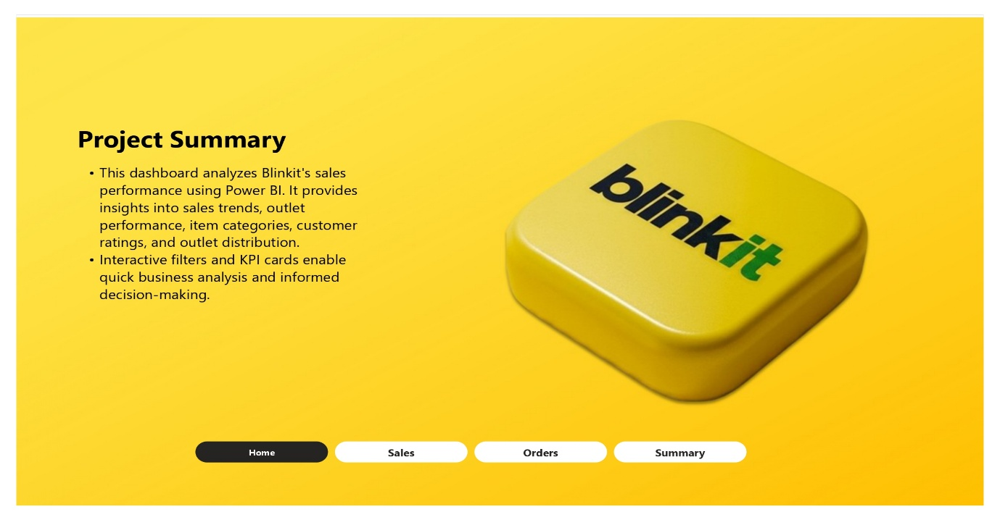 Project Summary
• This dashboard analyzes Blinkit's sales
performance using Power BI. It provides
insights into sales trends, outlet
performance, item categories, customer
ratings, and outlet distribution.
• Interactive filters and KPI cards enable
quick business analysis and informed
decision-making.
blinkit
Home
Sales
Orders
Summary